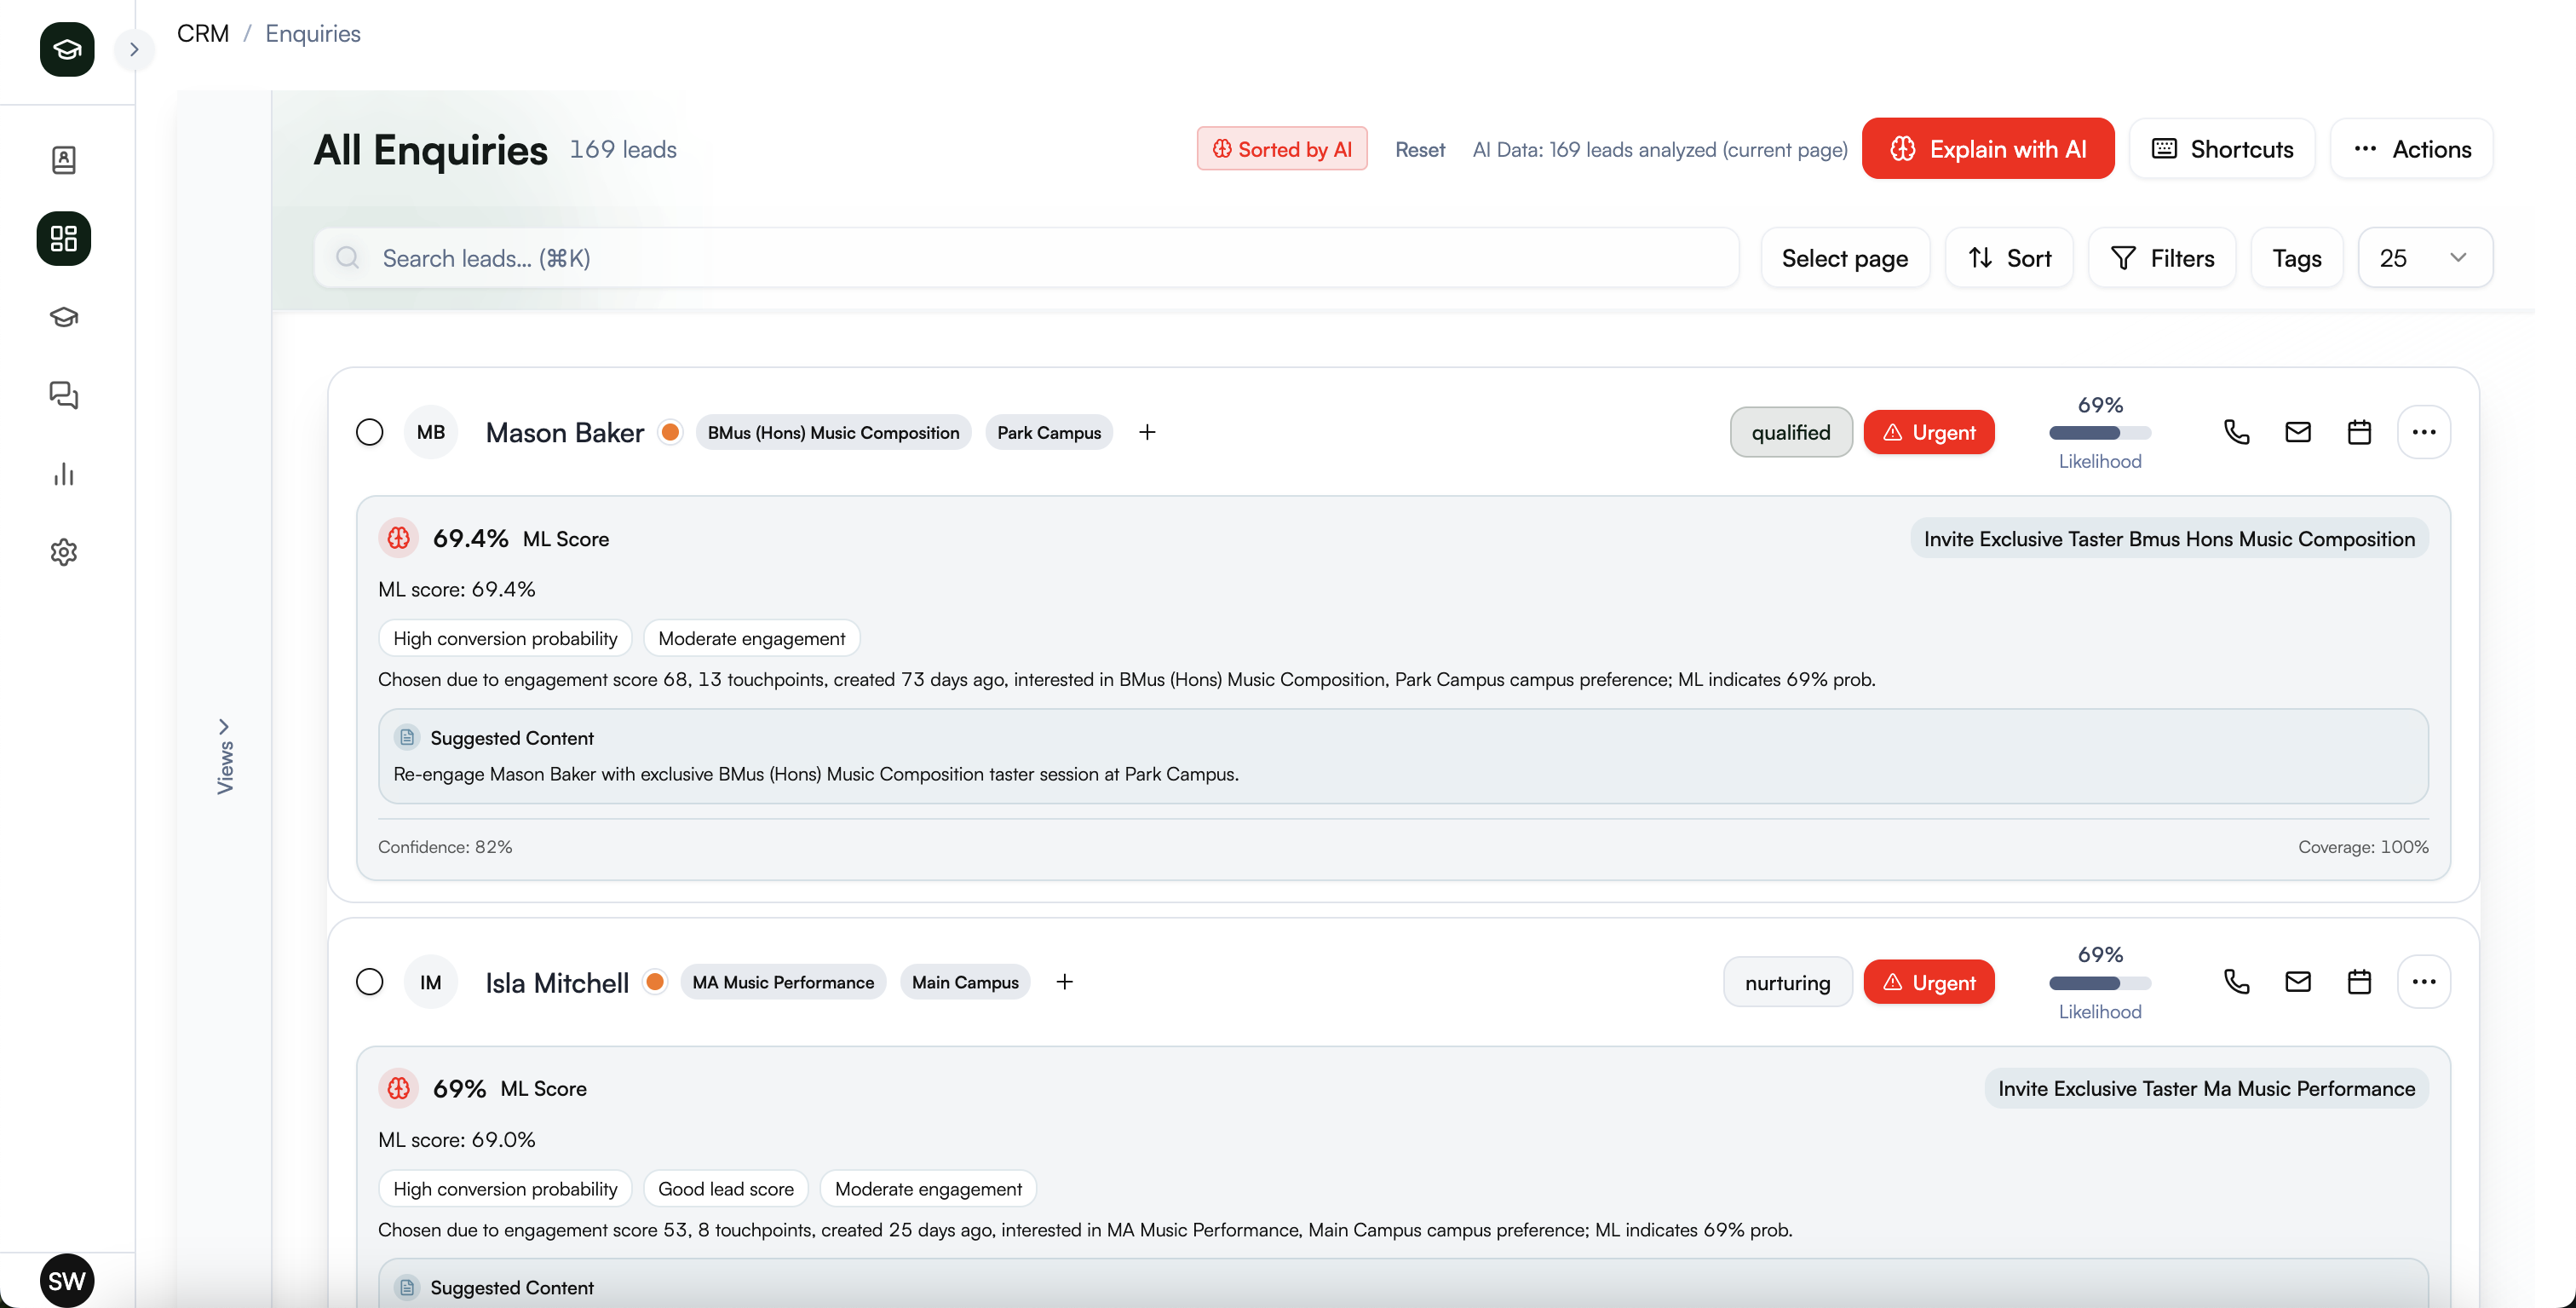 CRM / Enquiries
All Enquiries 169 leads
Sorted by AI Reset AI Data: 169 leads analyzed (current page) Explain with AI Shortcuts Actions
Search leads... (⌘K) Select page Sort Filters Tags 25
MB Mason Baker BMus (Hons) Music Composition Park Campus + qualified Urgent 69% Likelihood
69.4% ML Score Invite Exclusive Taster Bmus Hons Music Composition
ML score: 69.4%
High conversion probability Moderate engagement
Chosen due to engagement score 68, 13 touchpoints, created 73 days ago, interested in BMus (Hons) Music Composition, Park Campus campus preference; ML indicates 69% prob.
Suggested Content
Re-engage Mason Baker with exclusive BMus (Hons) Music Composition taster session at Park Campus.
Views
Confidence: 82% Coverage: 100%
IM Isla Mitchell MA Music Performance Main Campus + nurturing Urgent 69% Likelihood
69% ML Score Invite Exclusive Taster Ma Music Performance
ML score: 69.0%
High conversion probability Good lead score Moderate engagement
Chosen due to engagement score 53, 8 touchpoints, created 25 days ago, interested in MA Music Performance, Main Campus campus preference; ML indicates 69% prob.
Suggested Content
SW